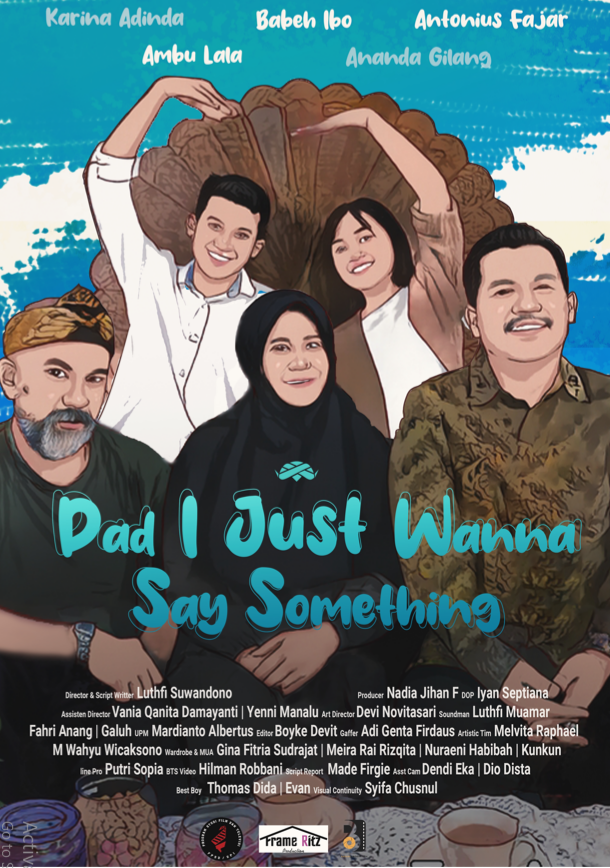 Karina Adinda Babeh Ibo Antonius Fajar
Ambu Lala Ananda Gilang
Dad I Just Wanna
Say Something
Director & Script Writter Luthfi Suwandono Producer Nadia Jihan F DOP Iyan Septiana
Assisten Director Vania Qanita Damayanti | Yenni Manalu Art Director Devi Novitasari Soundman Luthfi Muamar
Fahri Anang | Galuh UPM Mardianto Albertus Editor Boyke Devit Gaffer Adi Genta Firdaus Artistic Tim Melvita Raphael
M Wahyu Wicaksono Wardrobe & MUA Gina Fitria Sudrajat | Meira Rai Rizqita | Nuraeni Habibah | Kunkun
line Pro Putri Sopia BTS Video Hilman Robbani Script Report Made Firgie Asst Cam Dendi Eka | Dio Dista
Best Boy Thomas Dida | Evan Visual Continuity Syifa Chusnul
Frame Ritz
Production